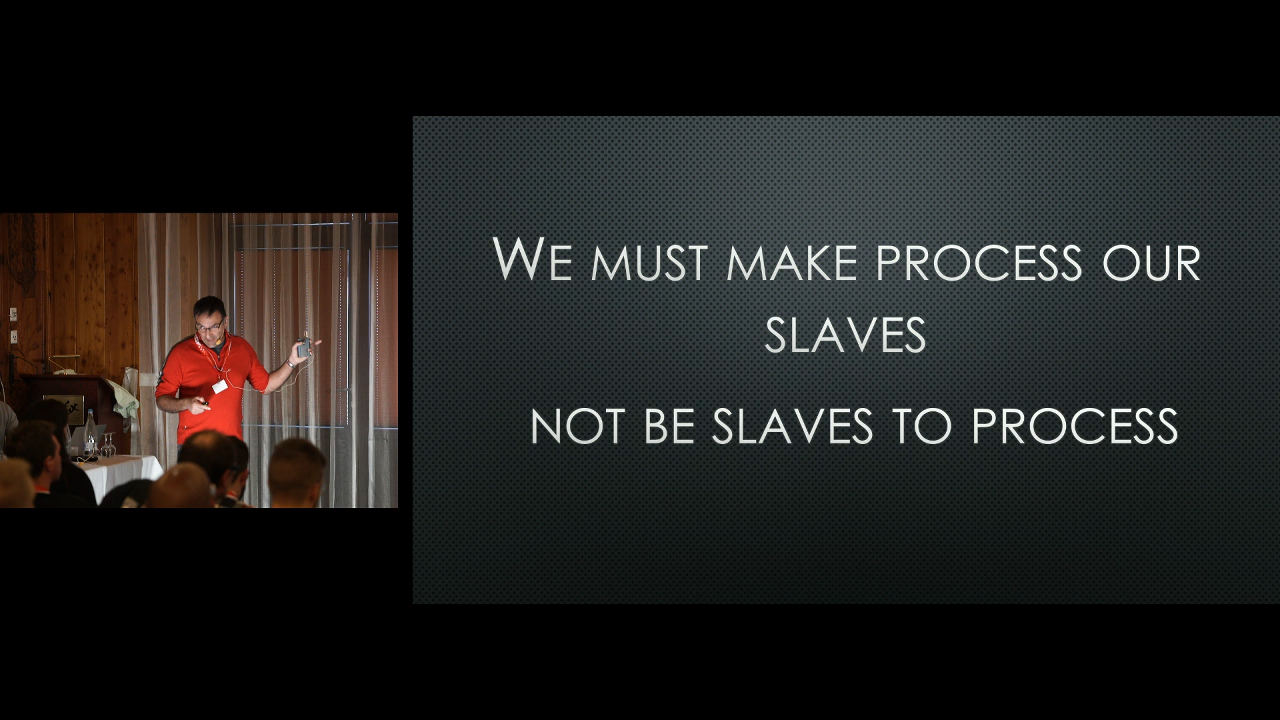 WE MUST MAKE PROCESS OUR
SLAVES
NOT BE SLAVES TO PROCESS